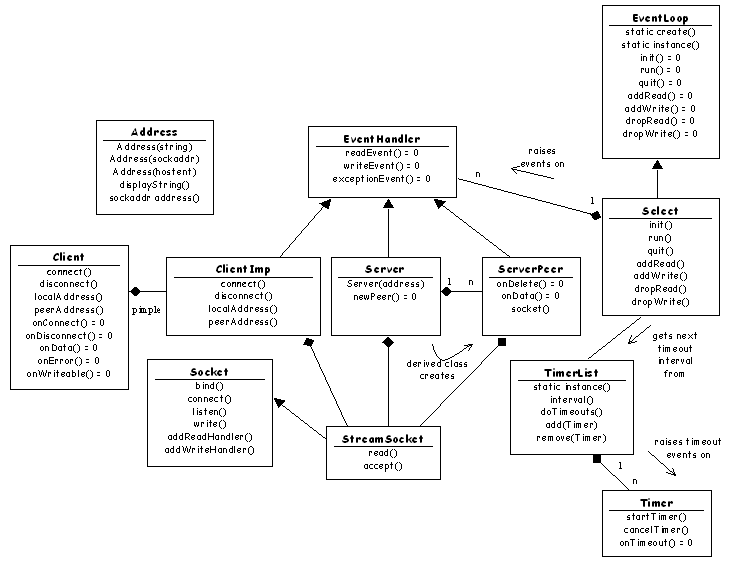 EventLoop
static create()
static instance()
init() = 0
run() = 0
quit() = 0
addRead() = 0
addWrite() = 0
dropRead() = 0
dropWrite() = 0
Address
Address(string)
Address(sockaddr)
Address(hostent)
displayString()
sockaddr address()
EventHandler
readEvent() = 0
writeEvent() = 0
exceptionEvent() = 0
raises
events on
n
1
Select
init()
run()
quit()
addRead()
addWrite()
dropRead()
dropWrite()
Client
connect()
disconnect()
localAddress()
peerAddress()
onConnect() = 0
onDisconnect() = 0
onData() = 0
onError() = 0
onWriteable() = 0
pimple
ClientImp
connect()
disconnect()
localAddress()
peerAddress()
Server
Server(address)
newPeer() = 0
1
n
ServerPeer
onDelete() = 0
onData() = 0
socket()
derived class
creates
gets next
timeout
interval
from
Socket
bind()
connect()
listen()
write()
addReadHandler()
addWriteHandler()
StreamSocket
read()
accept()
TimerList
static instance()
interval()
doTimeouts()
add(Timer)
remove(Timer)
raises timeout
events on
1
n
Timer
startTimer()
cancelTimer()
onTimeout() = 0